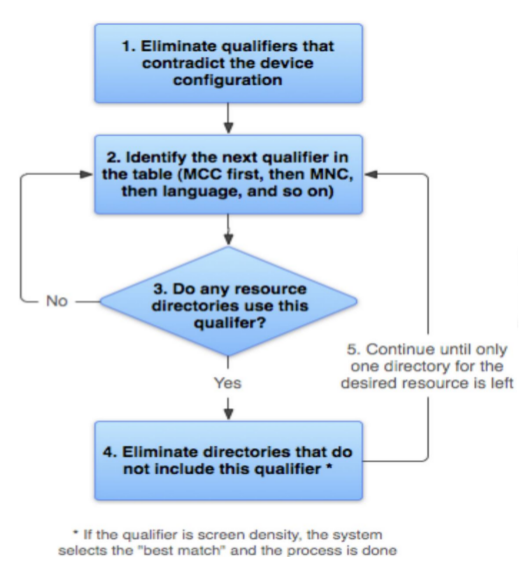 1. Eliminate qualifiers that
contradict the device
configuration
2. Identify the next qualifier in
the table (MCC first, then MNC,
then language, and so on)
3. Do any resource
directories use this
qualifer?
No
Yes
5. Continue until only
one directory for the
desired resource is left
4. Eliminate directories that do
not include this qualifier *
* If the qualifier is screen density, the system
selects the "best match" and the process is done